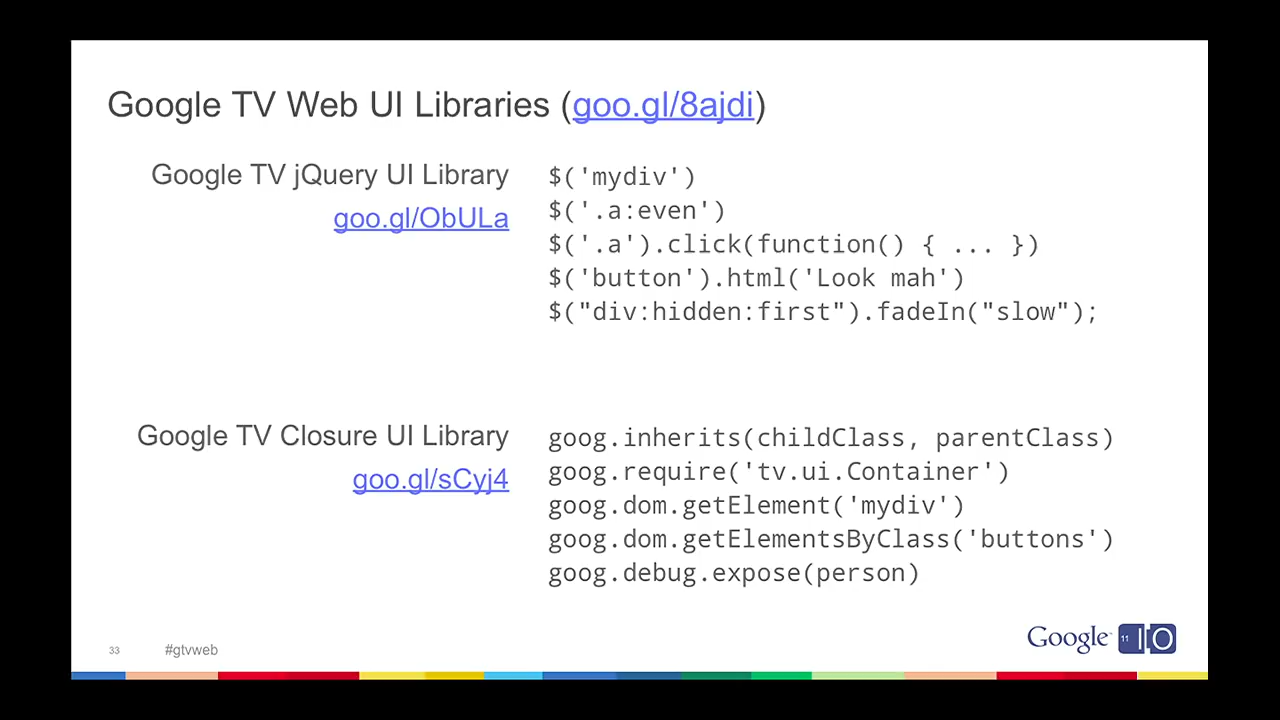 Google TV Web UI Libraries (goo.gl/8ajdi)
Google TV jQuery UI Library
goo.gl/ObULa
$('mydiv')
$('.a:even')
$('.a').click(function() { ... })
$('button').html('Look mah')
$("div:hidden:first").fadeIn("slow");
Google TV Closure UI Library
goo.gl/sCyj4
goog.inherits(childClass, parentClass)
goog.require('tv.ui.Container')
goog.dom.getElement('mydiv')
goog.dom.getElementsByClass('buttons')
goog.debug.expose(person)
33 #gtvweb
Google 11 IO